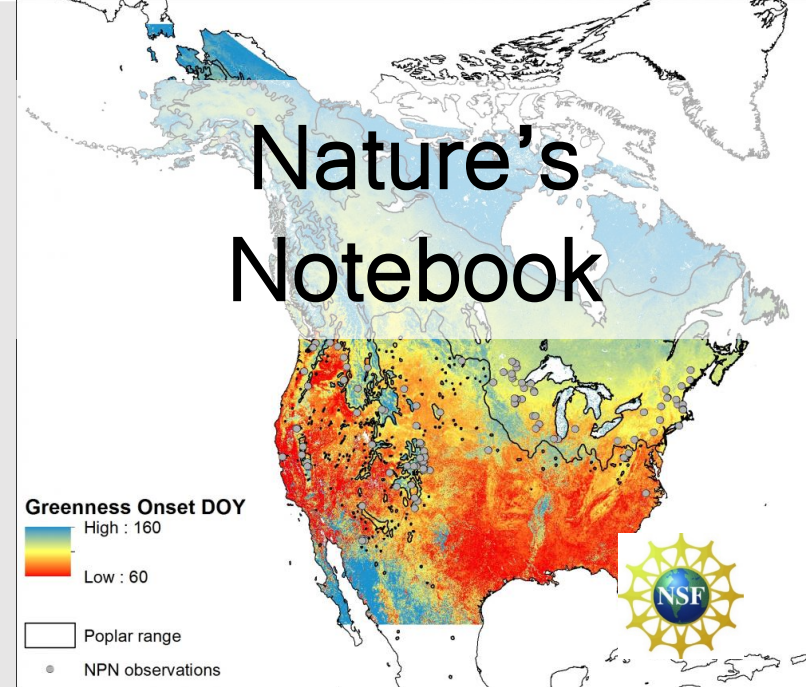 Nature's
Notebook
Greenness Onset DOY
High : 160
Low : 60
Poplar range
NPN observations
NSF